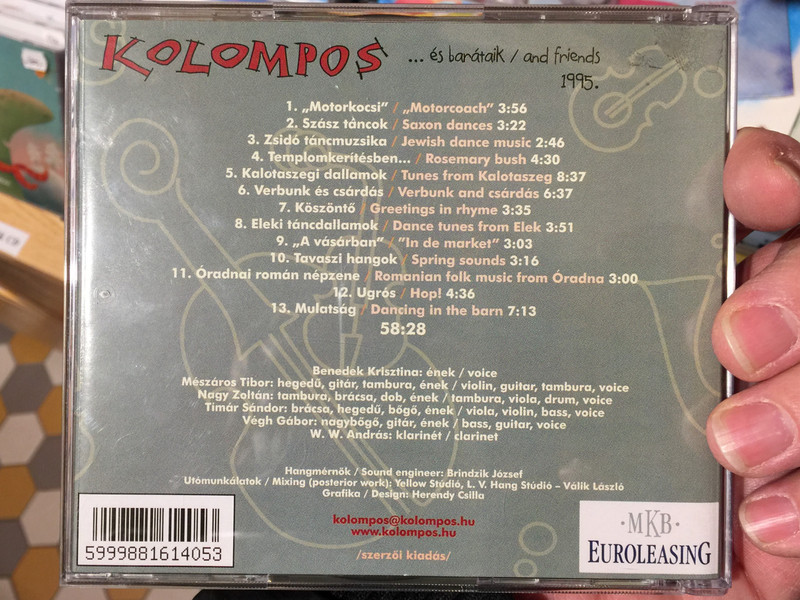 KOLOMPOS
... és barátaik / and friends
1995.
1. „Motorkocsi” / „Motorcoach” 3:56
2. Szász táncok / Saxon dances 3:22
3. Zsidó táncmuzsika / Jewish dance music 2:46
4. Templomkerítésben... / Rosemary bush 4:30
5. Kalotaszegi dallamok / Tunes from Kalotaszeg 8:37
6. Verbunk és csárdás / Verbunk and csárdás 6:37
7. Köszöntő / Greetings in rhyme 3:35
8. Eleki táncdallamok / Dance tunes from Elek 3:51
9. „A vásárban” / ”In de market” 3:03
10. Tavaszi hangok / Spring sounds 3:16
11. Óradnai román népzene / Romanian folk music from Óradna 3:00
12. Ugrós / Hop! 4:36
13. Mulatság / Dancing in the barn 7:13
58:28
Benedek Krisztina: ének / voice
Mészáros Tibor: hegedű, gitár, tambura, ének / violin, guitar, tambura, voice
Nagy Zoltán: tambura, brácsa, dob, ének / tambura, viola, drum, voice
Timár Sándor: brácsa, hegedű, bőgő, ének / viola, violin, bass, voice
Végh Gábor: nagybőgő, gitár, ének / bass, guitar, voice
W. W. András: klarinét / clarinet
Hangmérnök / Sound engineer: Brindzik József
Utómunkálatok / Mixing (posterior work): Yellow Stúdió, L. V. Hang Stúdió – Válik László
Grafika / Design: Herendy Csilla
kolompos@kolompos.hu
www.kolompos.hu
/szerzői kiadás/
5999881614053
·MKB·
EUROLEASING